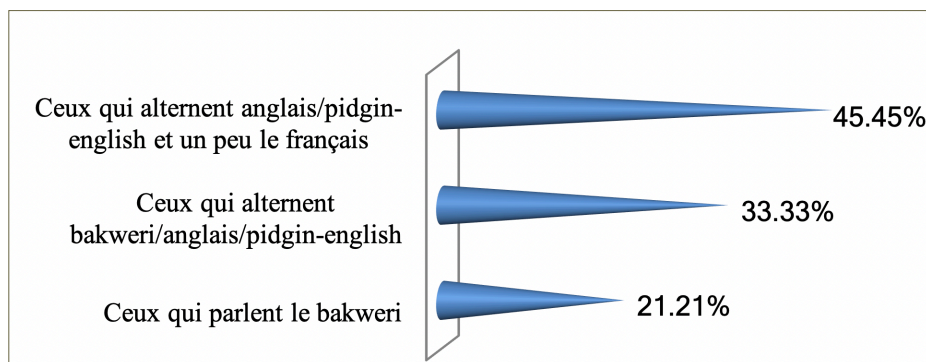 Ceux qui alternent anglais/pidgin-
english et un peu le français
45.45%
Ceux qui alternent
bakweri/anglais/pidgin-english
33.33%
Ceux qui parlent le bakweri
21.21%